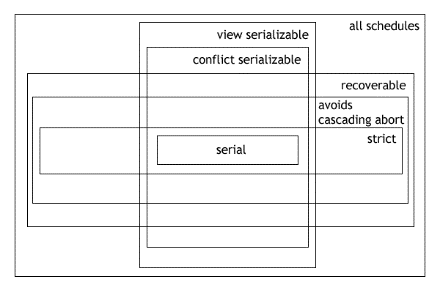 all schedules
view serializable
conflict serializable
recoverable
avoids
cascading abort
strict
serial